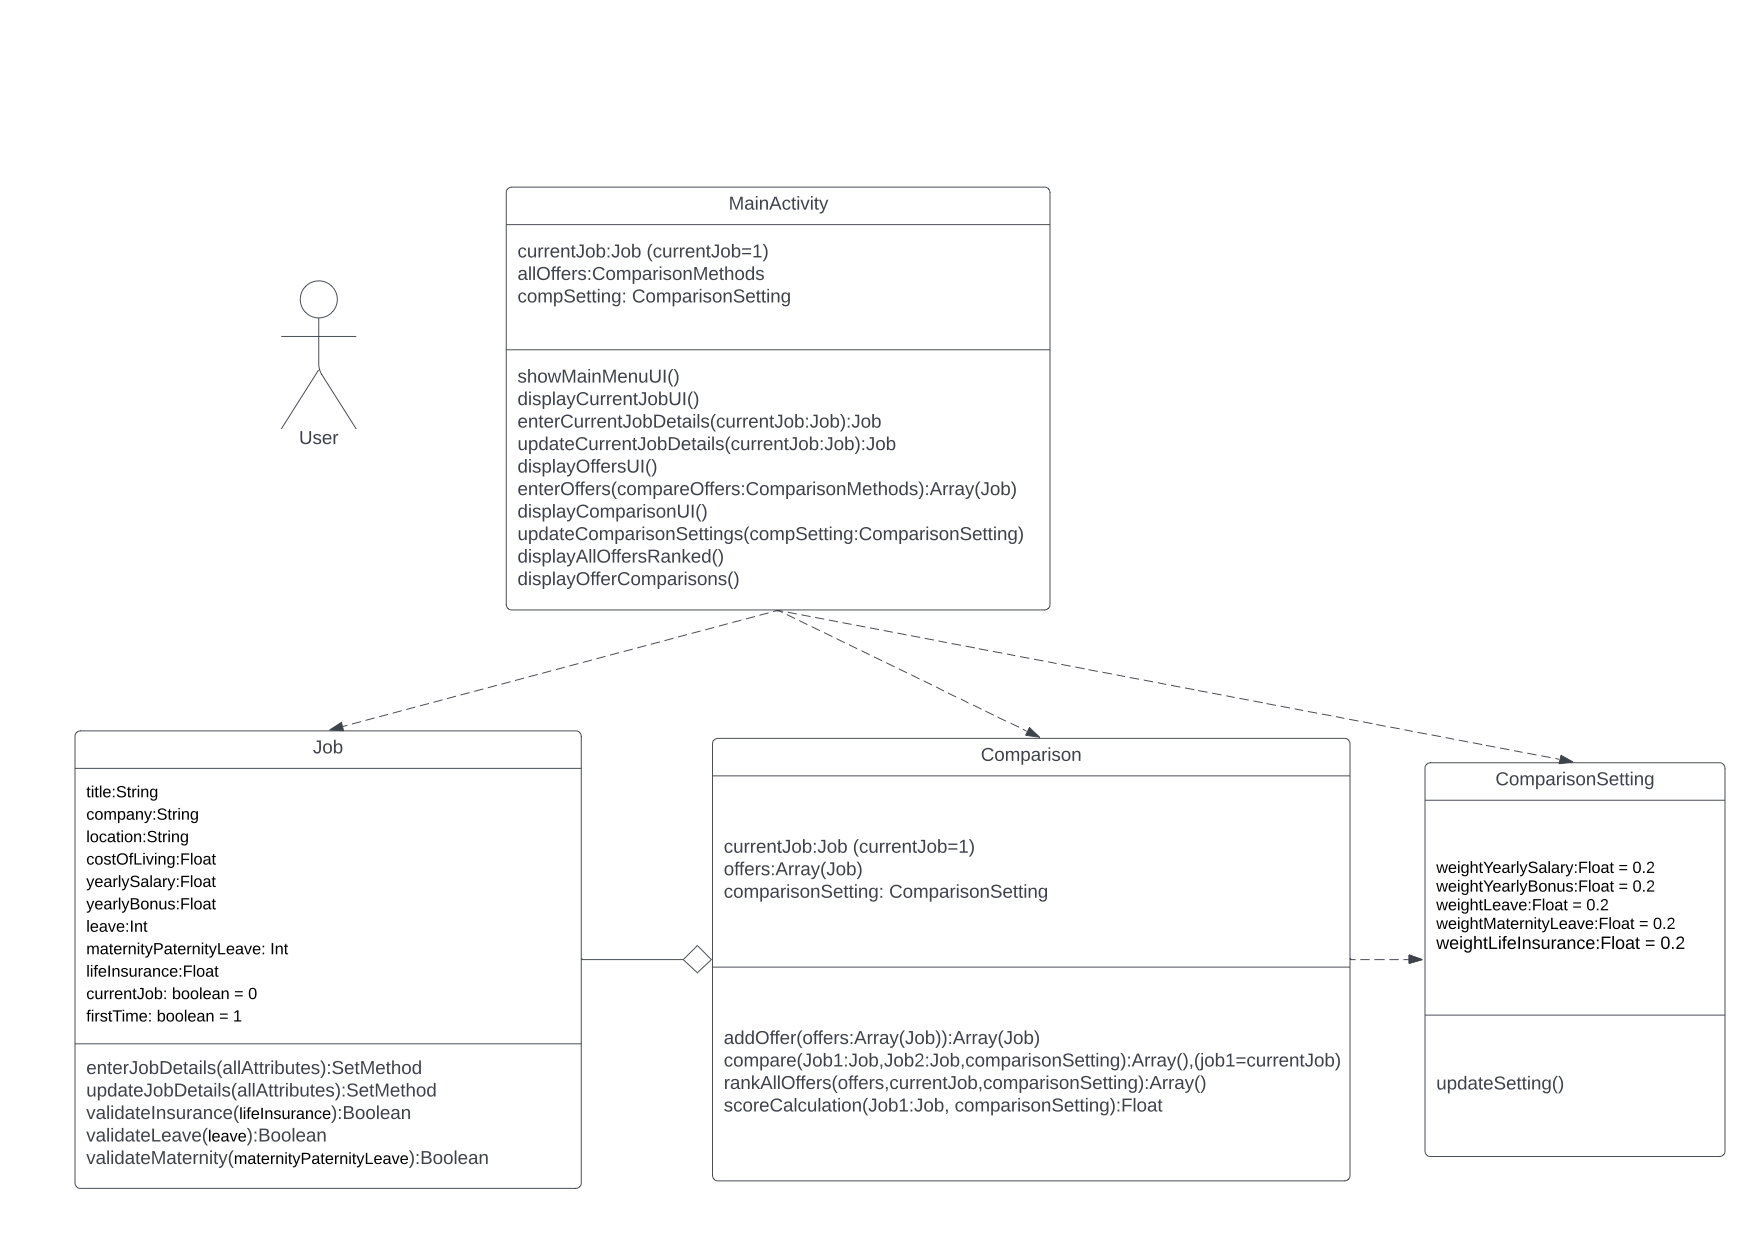 MainActivity
currentJob:Job (currentJob=1)
allOffers:ComparisonMethods
compSetting: ComparisonSetting
showMainMenuUI()
displayCurrentJobUI()
enterCurrentJobDetails(currentJob:Job):Job
updateCurrentJobDetails(currentJob:Job):Job
displayOffersUI()
enterOffers(compareOffers:ComparisonMethods):Array(Job)
displayComparisonUI()
updateComparisonSettings(compSetting:ComparisonSetting)
displayAllOffersRanked()
displayOfferComparisons()
User
Job
title:String
company:String
location:String
costOfLiving:Float
yearlySalary:Float
yearlyBonus:Float
leave:Int
maternityPaternityLeave: Int
lifeInsurance:Float
currentJob: boolean = 0
firstTime: boolean = 1
enterJobDetails(allAttributes):SetMethod
updateJobDetails(allAttributes):SetMethod
validateInsurance(lifeInsurance):Boolean
validateLeave(leave):Boolean
validateMaternity(maternityPaternityLeave):Boolean
Comparison
currentJob:Job (currentJob=1)
offers:Array(Job)
comparisonSetting: ComparisonSetting
addOffer(offers:Array(Job)):Array(Job)
compare(Job1:Job,Job2:Job,comparisonSetting):Array(),(job1=currentJob)
rankAllOffers(offers,currentJob,comparisonSetting):Array()
scoreCalculation(Job1:Job, comparisonSetting):Float
ComparisonSetting
weightYearlySalary:Float = 0.2
weightYearlyBonus:Float = 0.2
weightLeave:Float = 0.2
weightMaternityLeave:Float = 0.2
weightLifeInsurance:Float = 0.2
updateSetting()